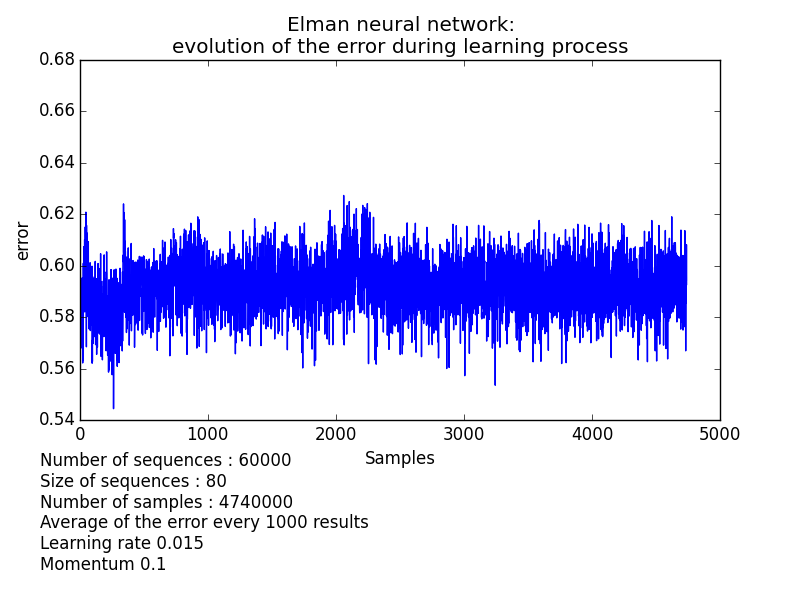 Elman neural network:
evolution of the error during learning process
0.68
0.66
0.64
0.62
0.60
0.58
0.56
0.54
error
0 1000 2000 3000 4000 5000
Samples
Number of sequences : 60000
Size of sequences : 80
Number of samples : 4740000
Average of the error every 1000 results
Learning rate 0.015
Momentum 0.1